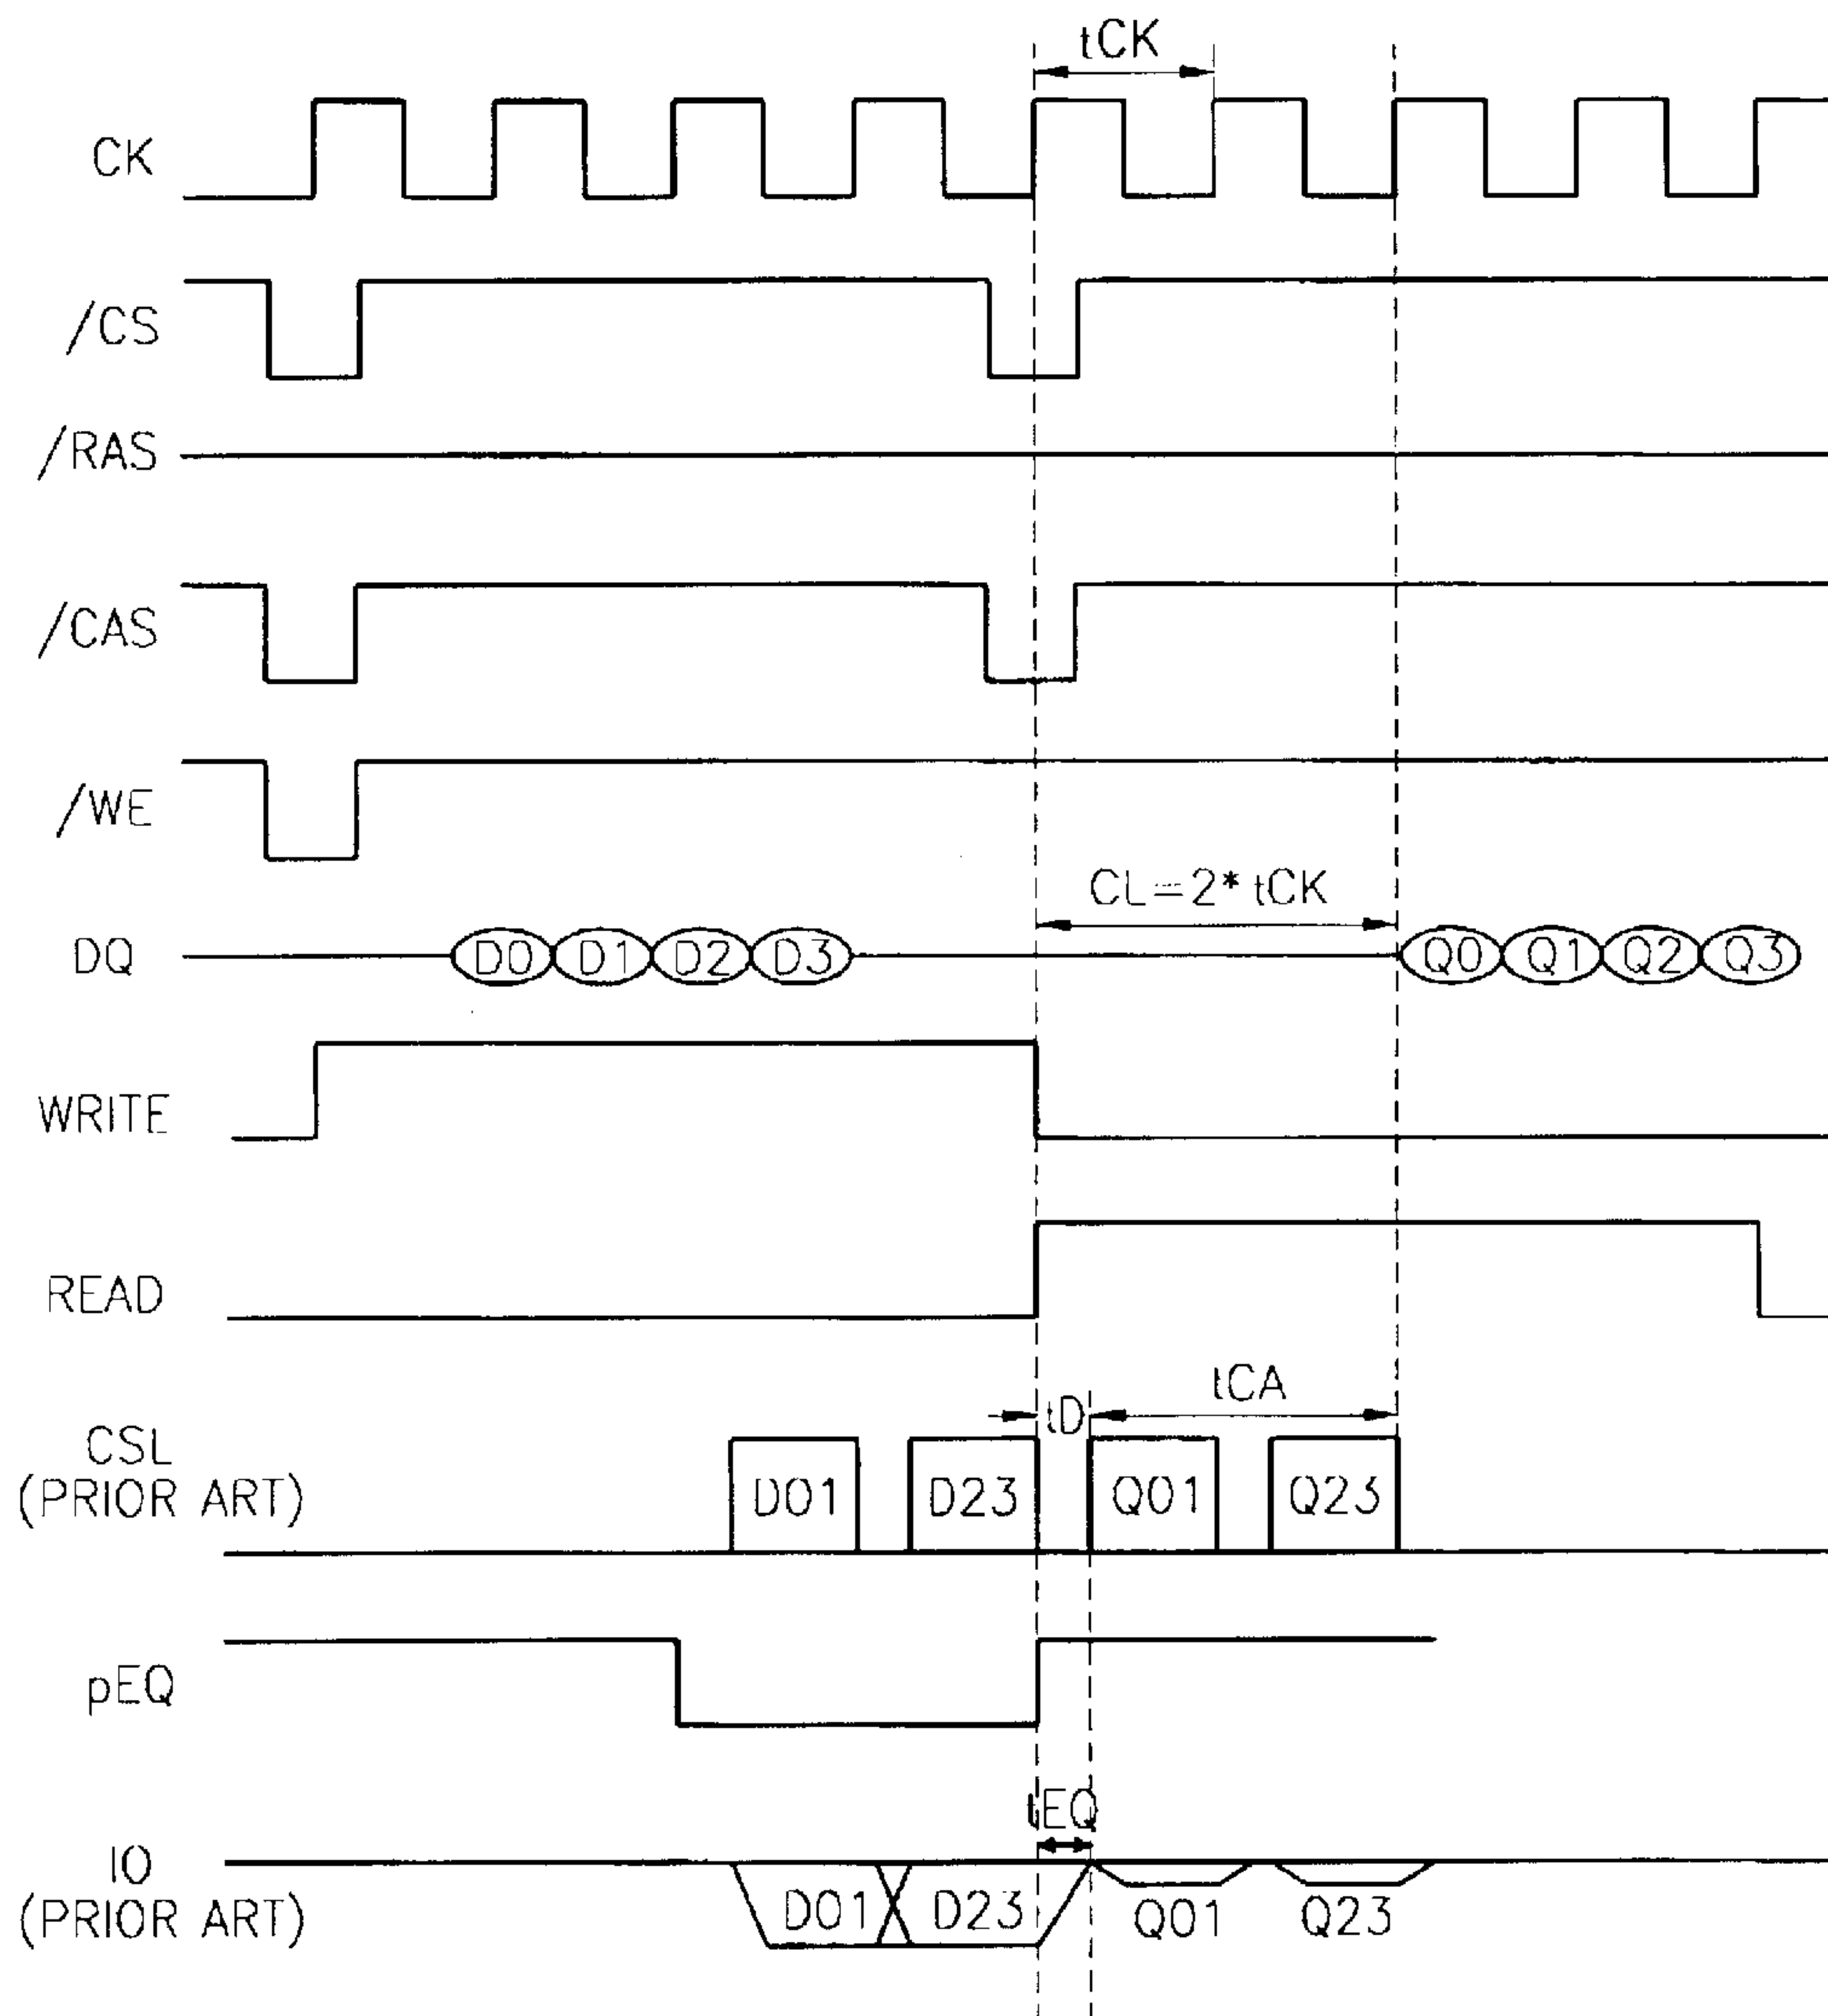 tCK
CK
/CS
/RAS
/CAS
/WE
CL=2*tCK
DQ D0 D1 D2 D3 Q0 Q1 Q2 Q3
WRITE
READ
tD tCA
CSL
(PRIOR ART)
D01 D23 Q01 Q23
pEQ
tEQ
IO
(PRIOR ART)
D01 D23 Q01 Q23